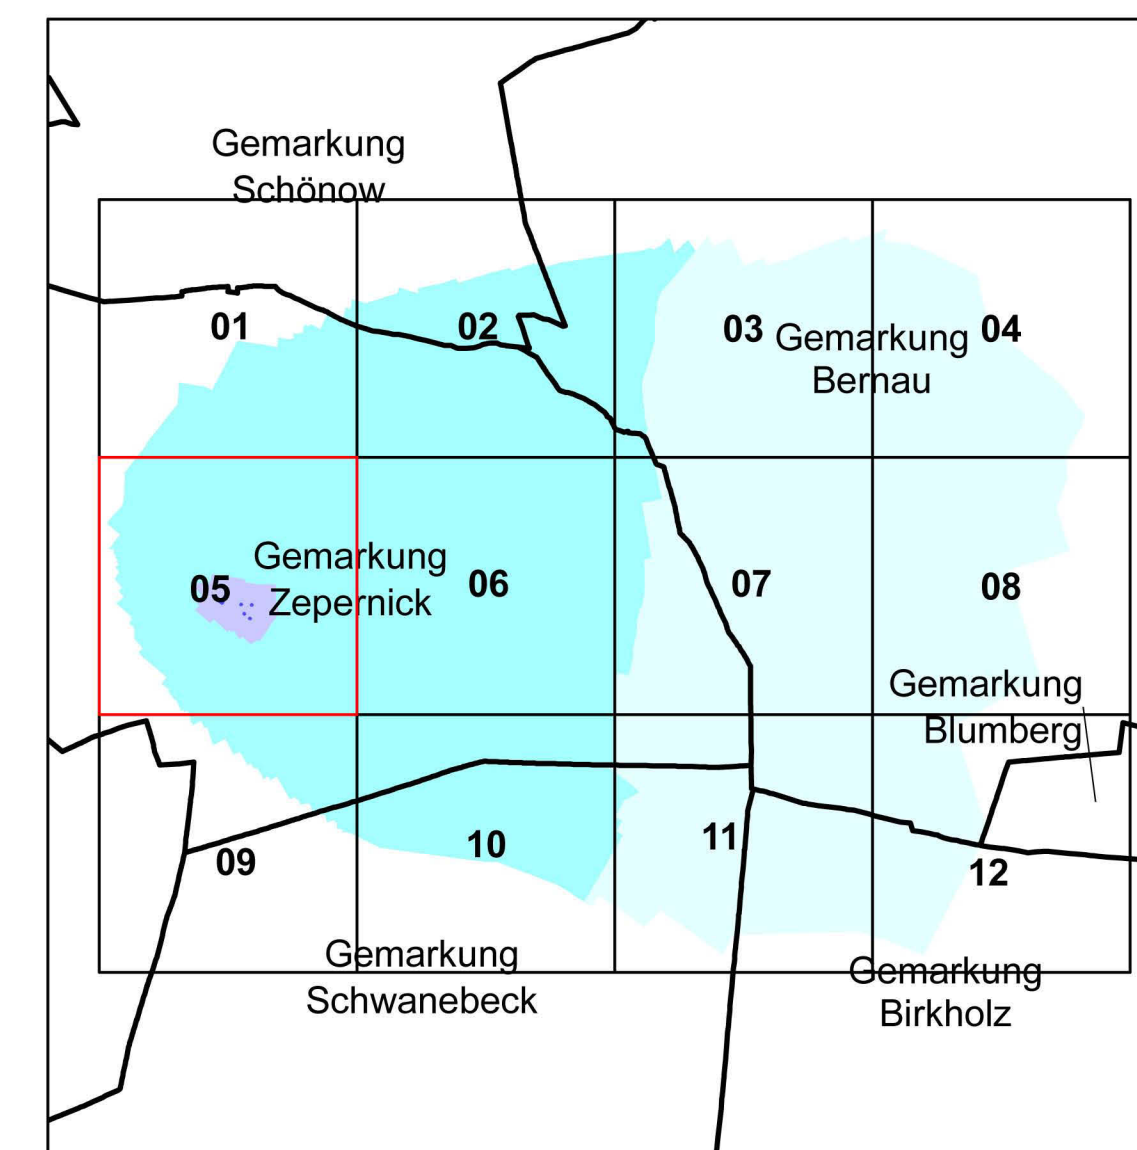 Gemarkung
Schönow
01
02
03
Gemarkung
Bernau
04
05
Gemarkung
Zepernick
06
07
08
Gemarkung
Blumberg
09
10
11
12
Gemarkung
Schwanebeck
Gemarkung
Birkholz